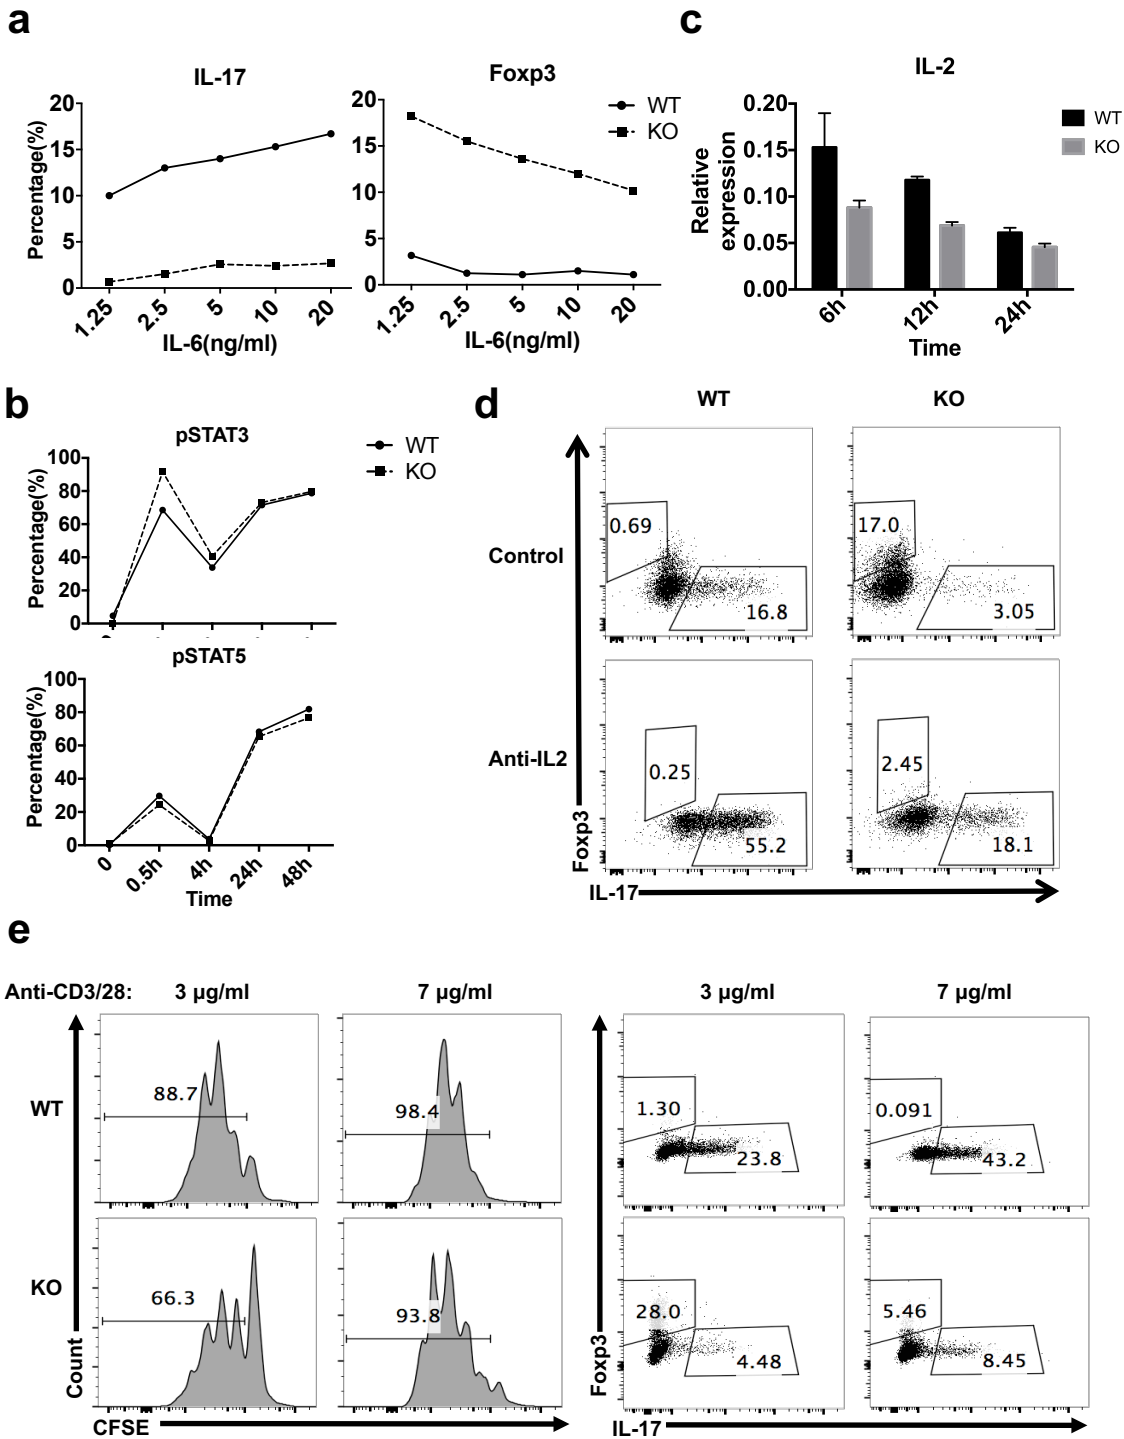 a
IL-17
Foxp3
Percentage(%)
20
15
10
5
0
1.25
2.5
5
10
20
IL-6(ng/ml)
20
15
10
5
0
1.25
2.5
5
10
20
IL-6(ng/ml)
WT
KO
c
IL-2
Relative
expression
0.20
0.15
0.10
0.05
0.00
6h
12h
24h
Time
WT
KO
b
pSTAT3
WT
KO
Percentage(%)
100
80
60
40
20
0
pSTAT5
Percentage(%)
100
80
60
40
20
0
0
0.5h
4h
24h
48h
Time
d
WT
KO
Control
0.69
16.8
17.0
3.05
Anti-IL2
0.25
55.2
2.45
18.1
Foxp3
IL-17
e
Anti-CD3/28:
3 µg/ml
7 µg/ml
3 µg/ml
7 µg/ml
WT
88.7
98.4
1.30
23.8
0.091
43.2
KO
66.3
93.8
28.0
4.48
5.46
8.45
Count
CFSE
Foxp3
IL-17